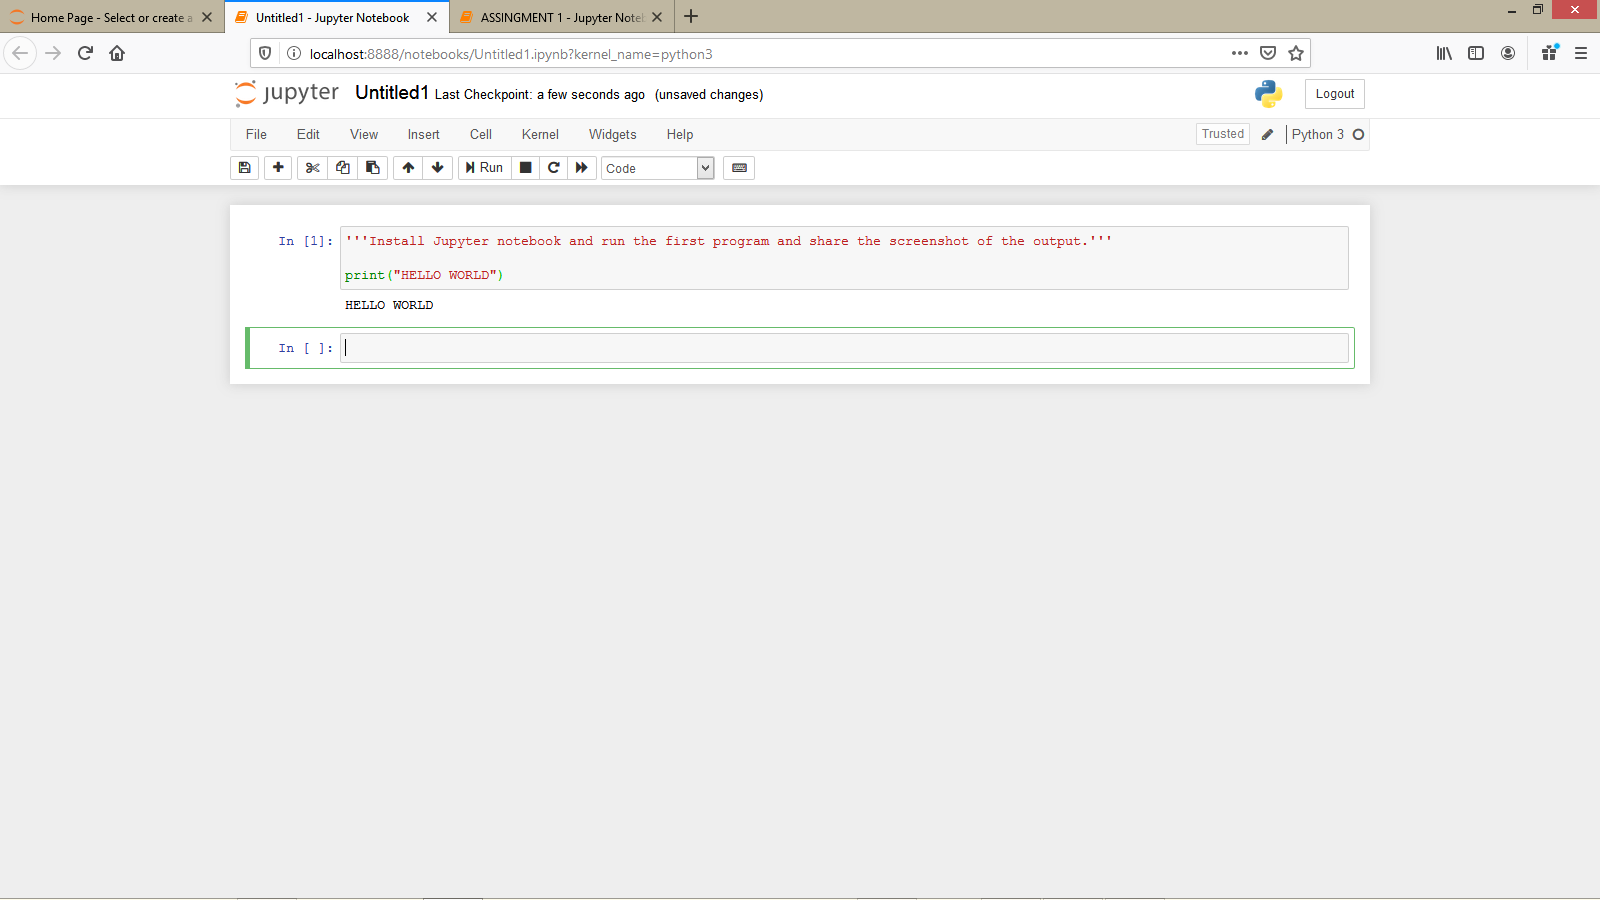 Home Page - Select or create a
Untitled1 - Jupyter Notebook
ASSINGMENT 1 - Jupyter Note
localhost:8888/notebooks/Untitled1.ipynb?kernel_name=python3
jupyter Untitled1 Last Checkpoint: a few seconds ago (unsaved changes)
Logout
File Edit View Insert Cell Kernel Widgets Help
Trusted Python 3
Run Code
In [1]: '''Install Jupyter notebook and run the first program and share the screenshot of the output.'''
print("HELLO WORLD")
HELLO WORLD
In [ ]: